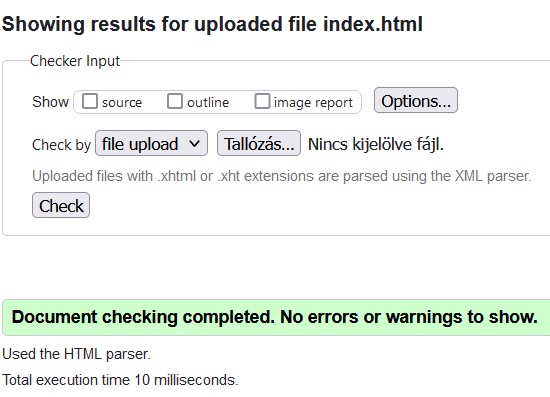 Showing results for uploaded file index.html
Checker Input
Show source outline image report Options...
Check by file upload Tallózás... Nincs kijelölve fájl.
Uploaded files with .xhtml or .xht extensions are parsed using the XML parser.
Check
Document checking completed. No errors or warnings to show.
Used the HTML parser.
Total execution time 10 milliseconds.